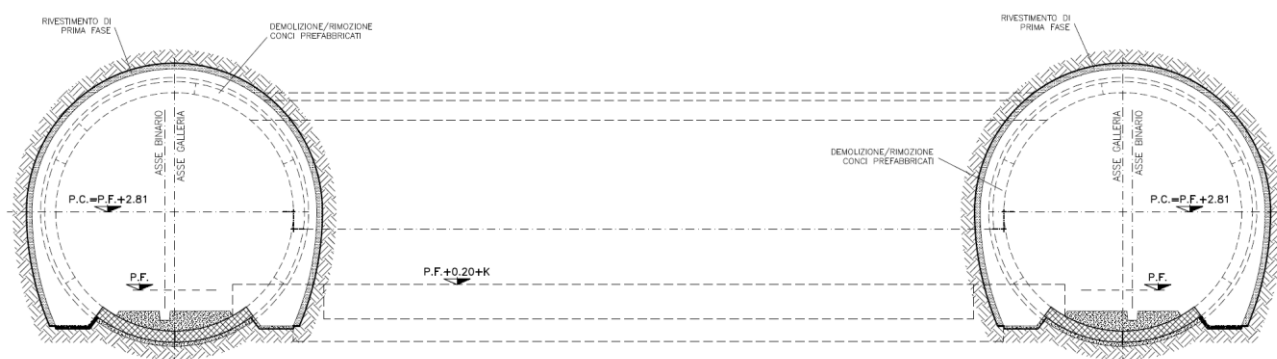 RIVESTIMENTO DI
PRIMA FASE
DEMOLIZIONE/RIMOZIONE
CONCI PREFABBRICATI
ASSE BINARIO
ASSE GALLERIA
P.C.=P.F.+2.81
P.F.
P.F.+0.20+K
RIVESTIMENTO DI
PRIMA FASE
DEMOLIZIONE/RIMOZIONE
CONCI PREFABBRICATI
ASSE GALLERIA
ASSE BINARIO
P.C.=P.F.+2.81
P.F.